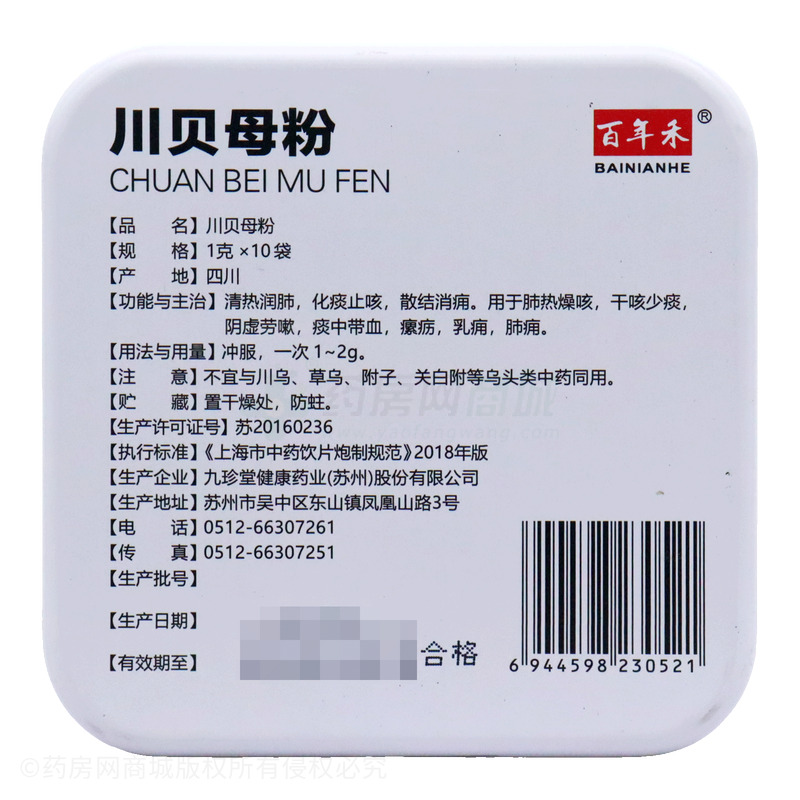 川贝母粉
CHUAN BEI MU FEN
百年禾®
BAINIANHE
【品 名】川贝母粉
【规 格】1克×10袋
【产 地】四川
【功能与主治】清热润肺，化痰止咳，散结消痈。用于肺热燥咳，干咳少痰，
阴虚劳嗽，痰中带血，瘰疬，乳痈，肺痈。
【用法与用量】冲服，一次1~2g。
【注 意】不宜与川乌、草乌、附子、关白附等乌头类中药同用。
【贮 藏】置干燥处，防蛀。
【生产许可证号】苏20160236
【执行标准】《上海市中药饮片炮制规范》2018年版
【生产企业】九珍堂健康药业(苏州)股份有限公司
【生产地址】苏州市吴中区东山镇凤凰山路3号
【电 话】0512-66307261
【传 真】0512-66307251
【生产批号】
【生产日期】
【有效期至】
合格
6 944598 230521
药房网商城
www.yaofangwang.com
©药房网商城版权所有侵权必究